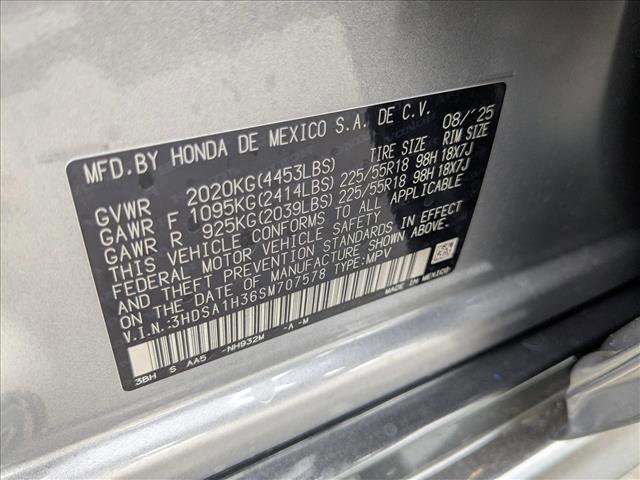 MFD.BY HONDA DE MEXICO S.A. DE C.V. 08/'25
GVWR 2020KG(4453LBS) TIRE SIZE RIM SIZE
GAWR F 1095KG(2414LBS) 225/55R18 98H 18X7J
GAWR R 925KG(2039LBS) 225/55R18 98H 18X7J
THIS VEHICLE CONFORMS TO ALL APPLICABLE
FEDERAL MOTOR VEHICLE SAFETY
AND THEFT PREVENTION STANDARDS IN EFFECT
ON THE DATE OF MANUFACTURE SHOWN ABOVE.
V.I.N.:3HDSA1H36SM707578 TYPE:MPV
MADE IN MEXICO
3BH S AA5 -NH932M -A -M